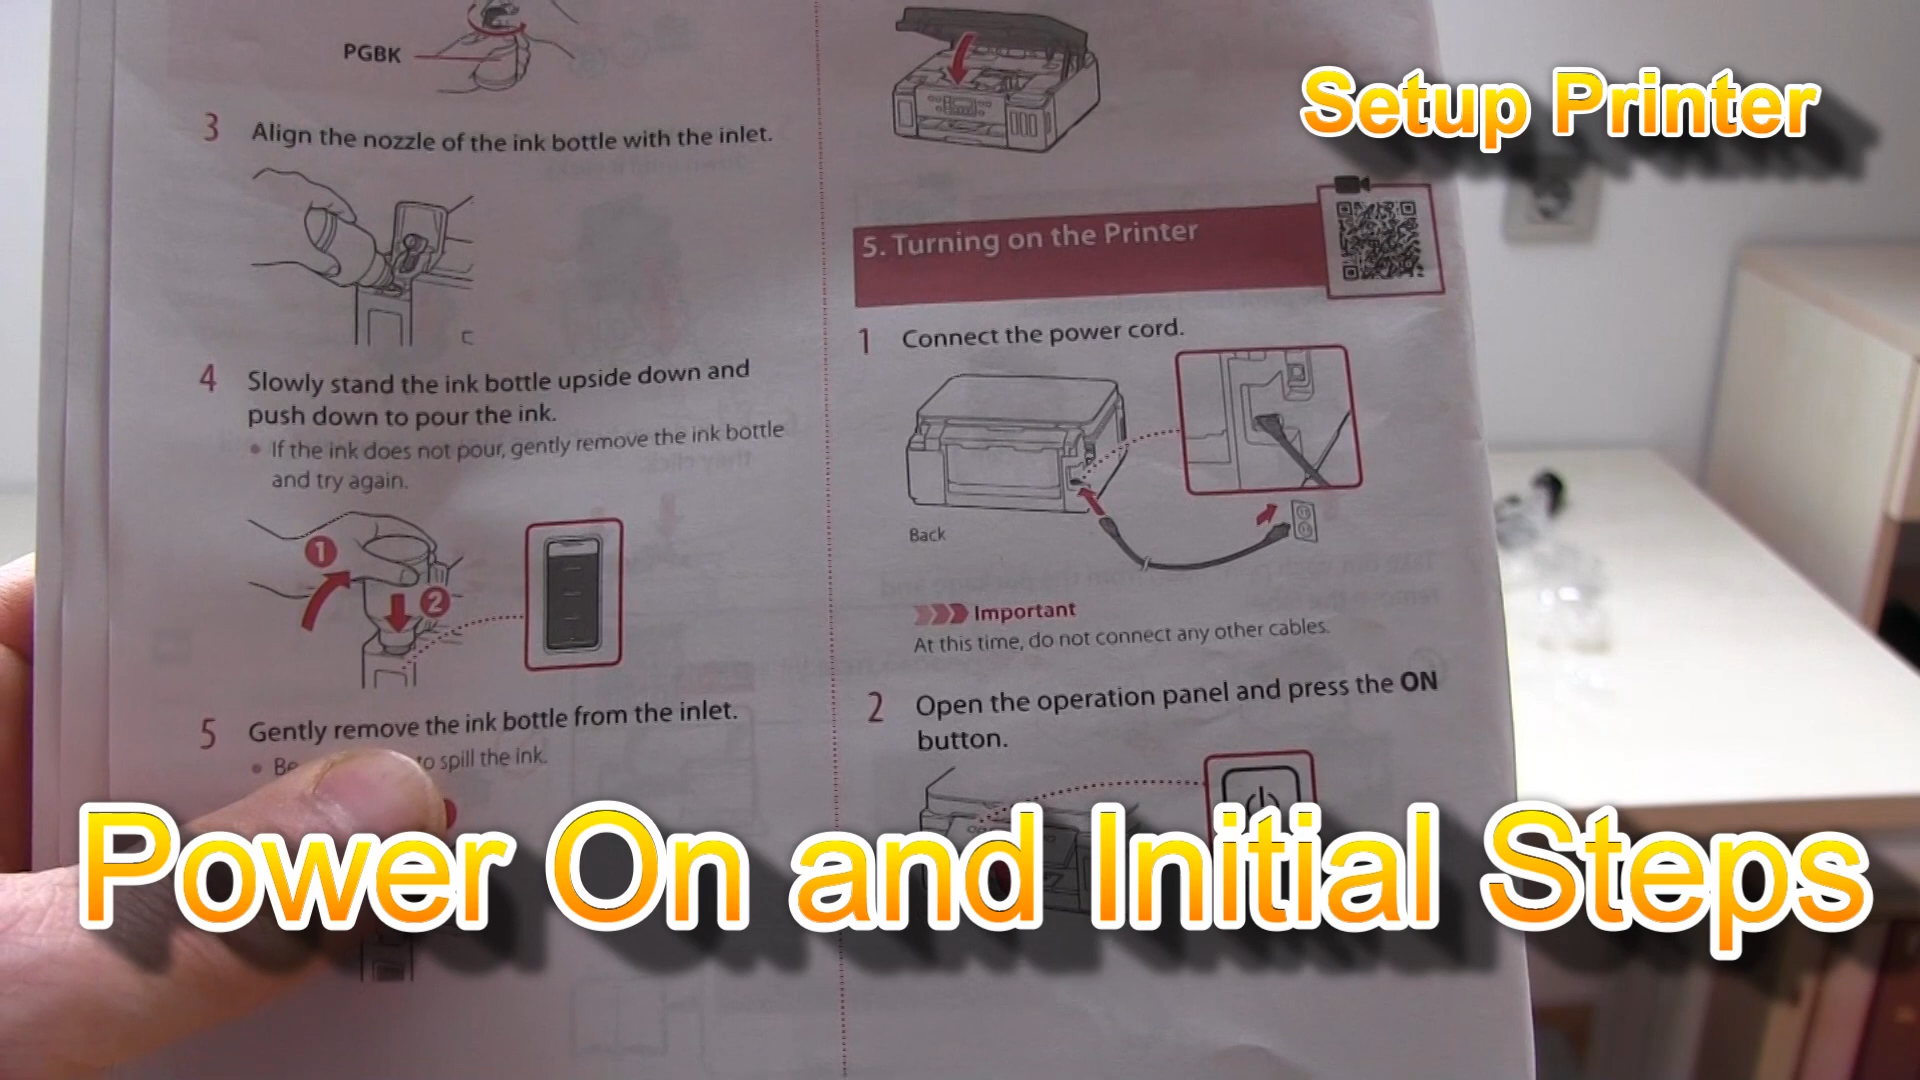 Setup Printer
PGBK
3 Align the nozzle of the ink bottle with the inlet.
C
4 Slowly stand the ink bottle upside down and
push down to pour the ink.
• If the ink does not pour, gently remove the ink bottle
and try again.
1
2
5 Gently remove the ink bottle from the inlet.
• Be to spill the ink.
5. Turning on the Printer
1 Connect the power cord.
Back
Important
At this time, do not connect any other cables.
2 Open the operation panel and press the ON
button.
Power On and Initial Steps